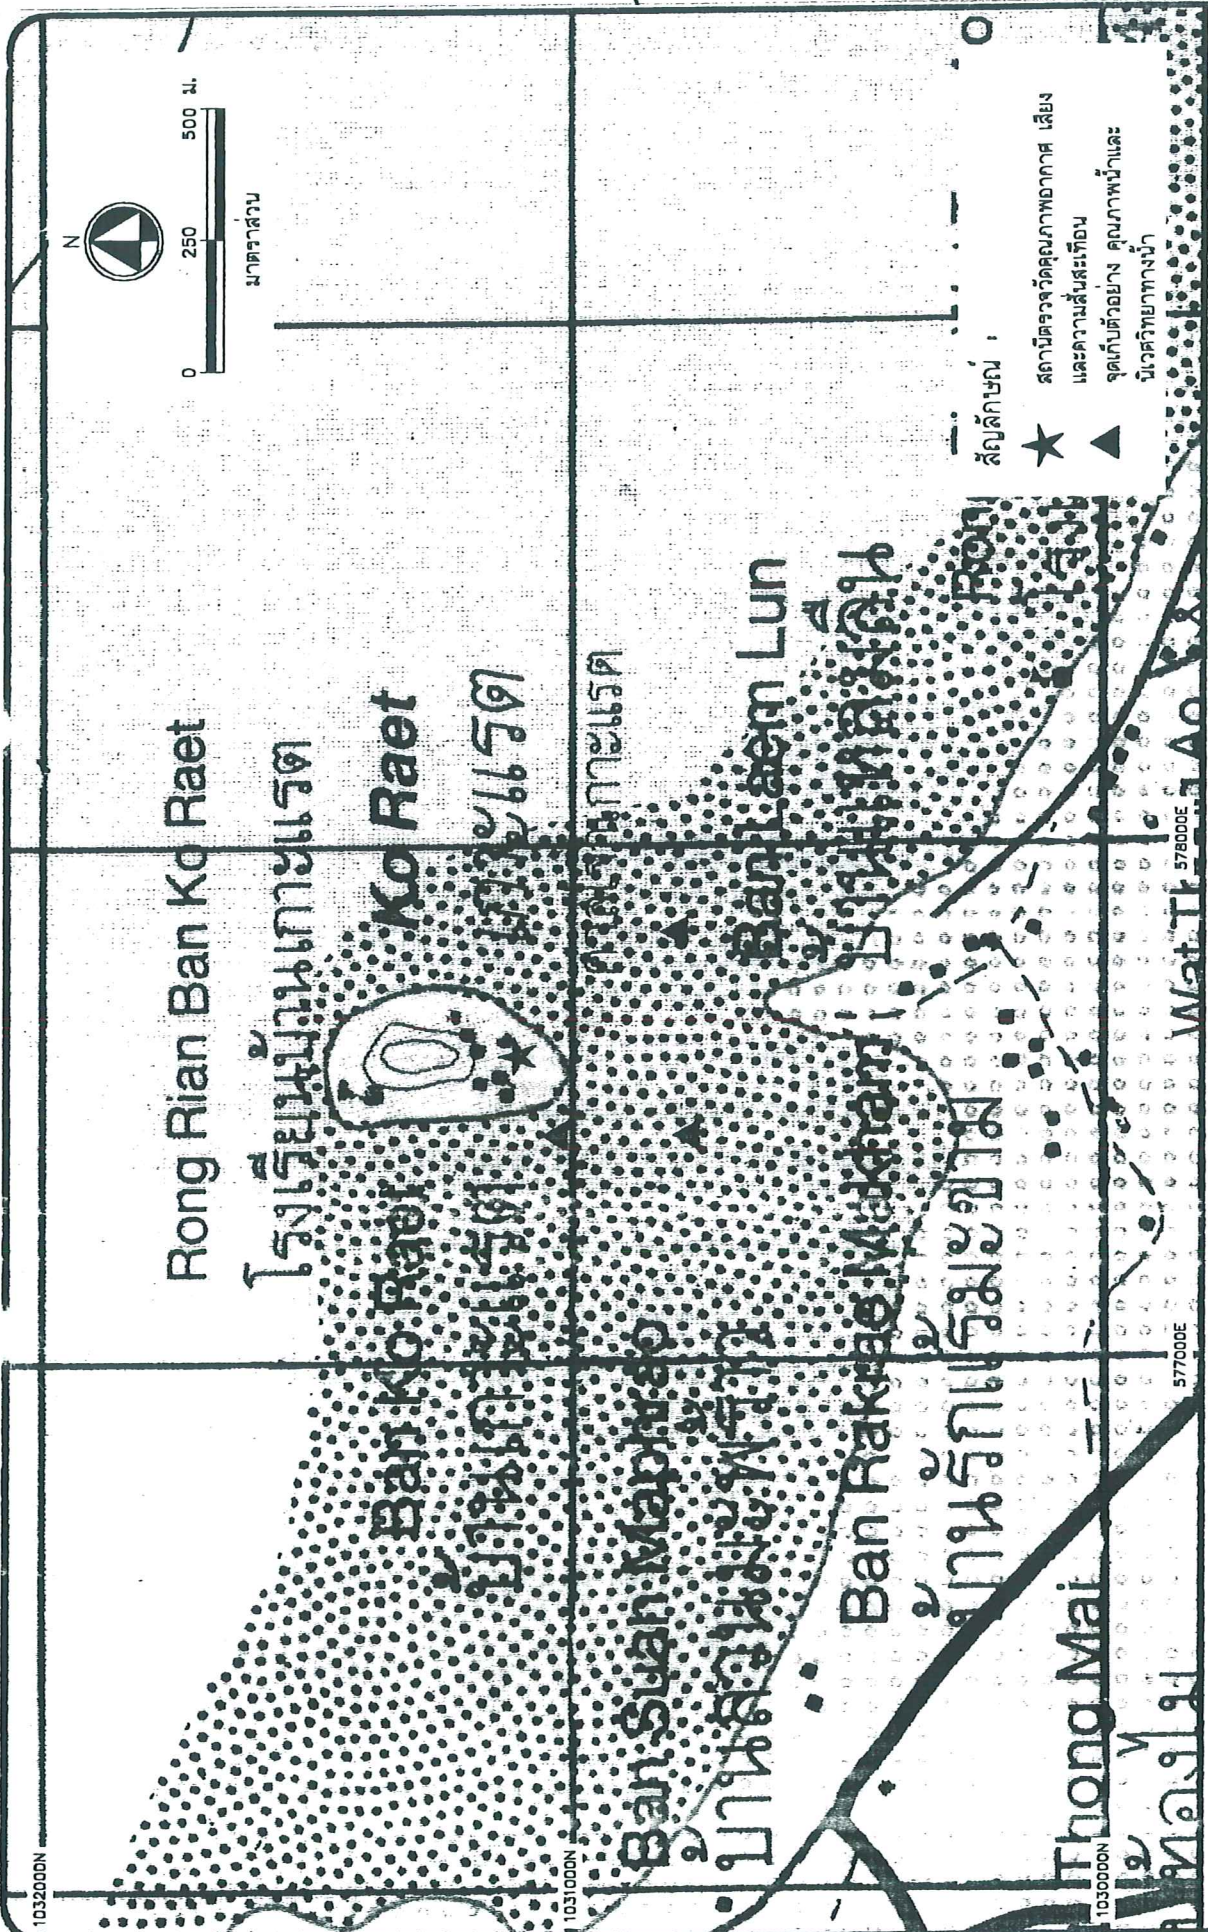 1032000N
1031000N
1030000N
577000E
578000E
N
0 250 500 ม.
มาตราส่วน
Rong Rian Ban Ko Raet
โรงเรียนบ้านเกาะแรต
Ko Raet
Ban Ko Raet
บ้านเกาะแรต
Ban Suan Maphrao
บ้านสวนมะพร้าว
Ban Laem Lun
Ban Rakrae Makham
บ้านรักแรมะขาม
Thong Mai
ท้องใม่
สัญลักษณ์ :
สถานีตรวจวัดคุณภาพอากาศ เสียง
และความสั่นสะเทือน
จุดเก็บตัวอย่าง คุณภาพน้ำและ
นิเวศวิทยาทางน้ำ